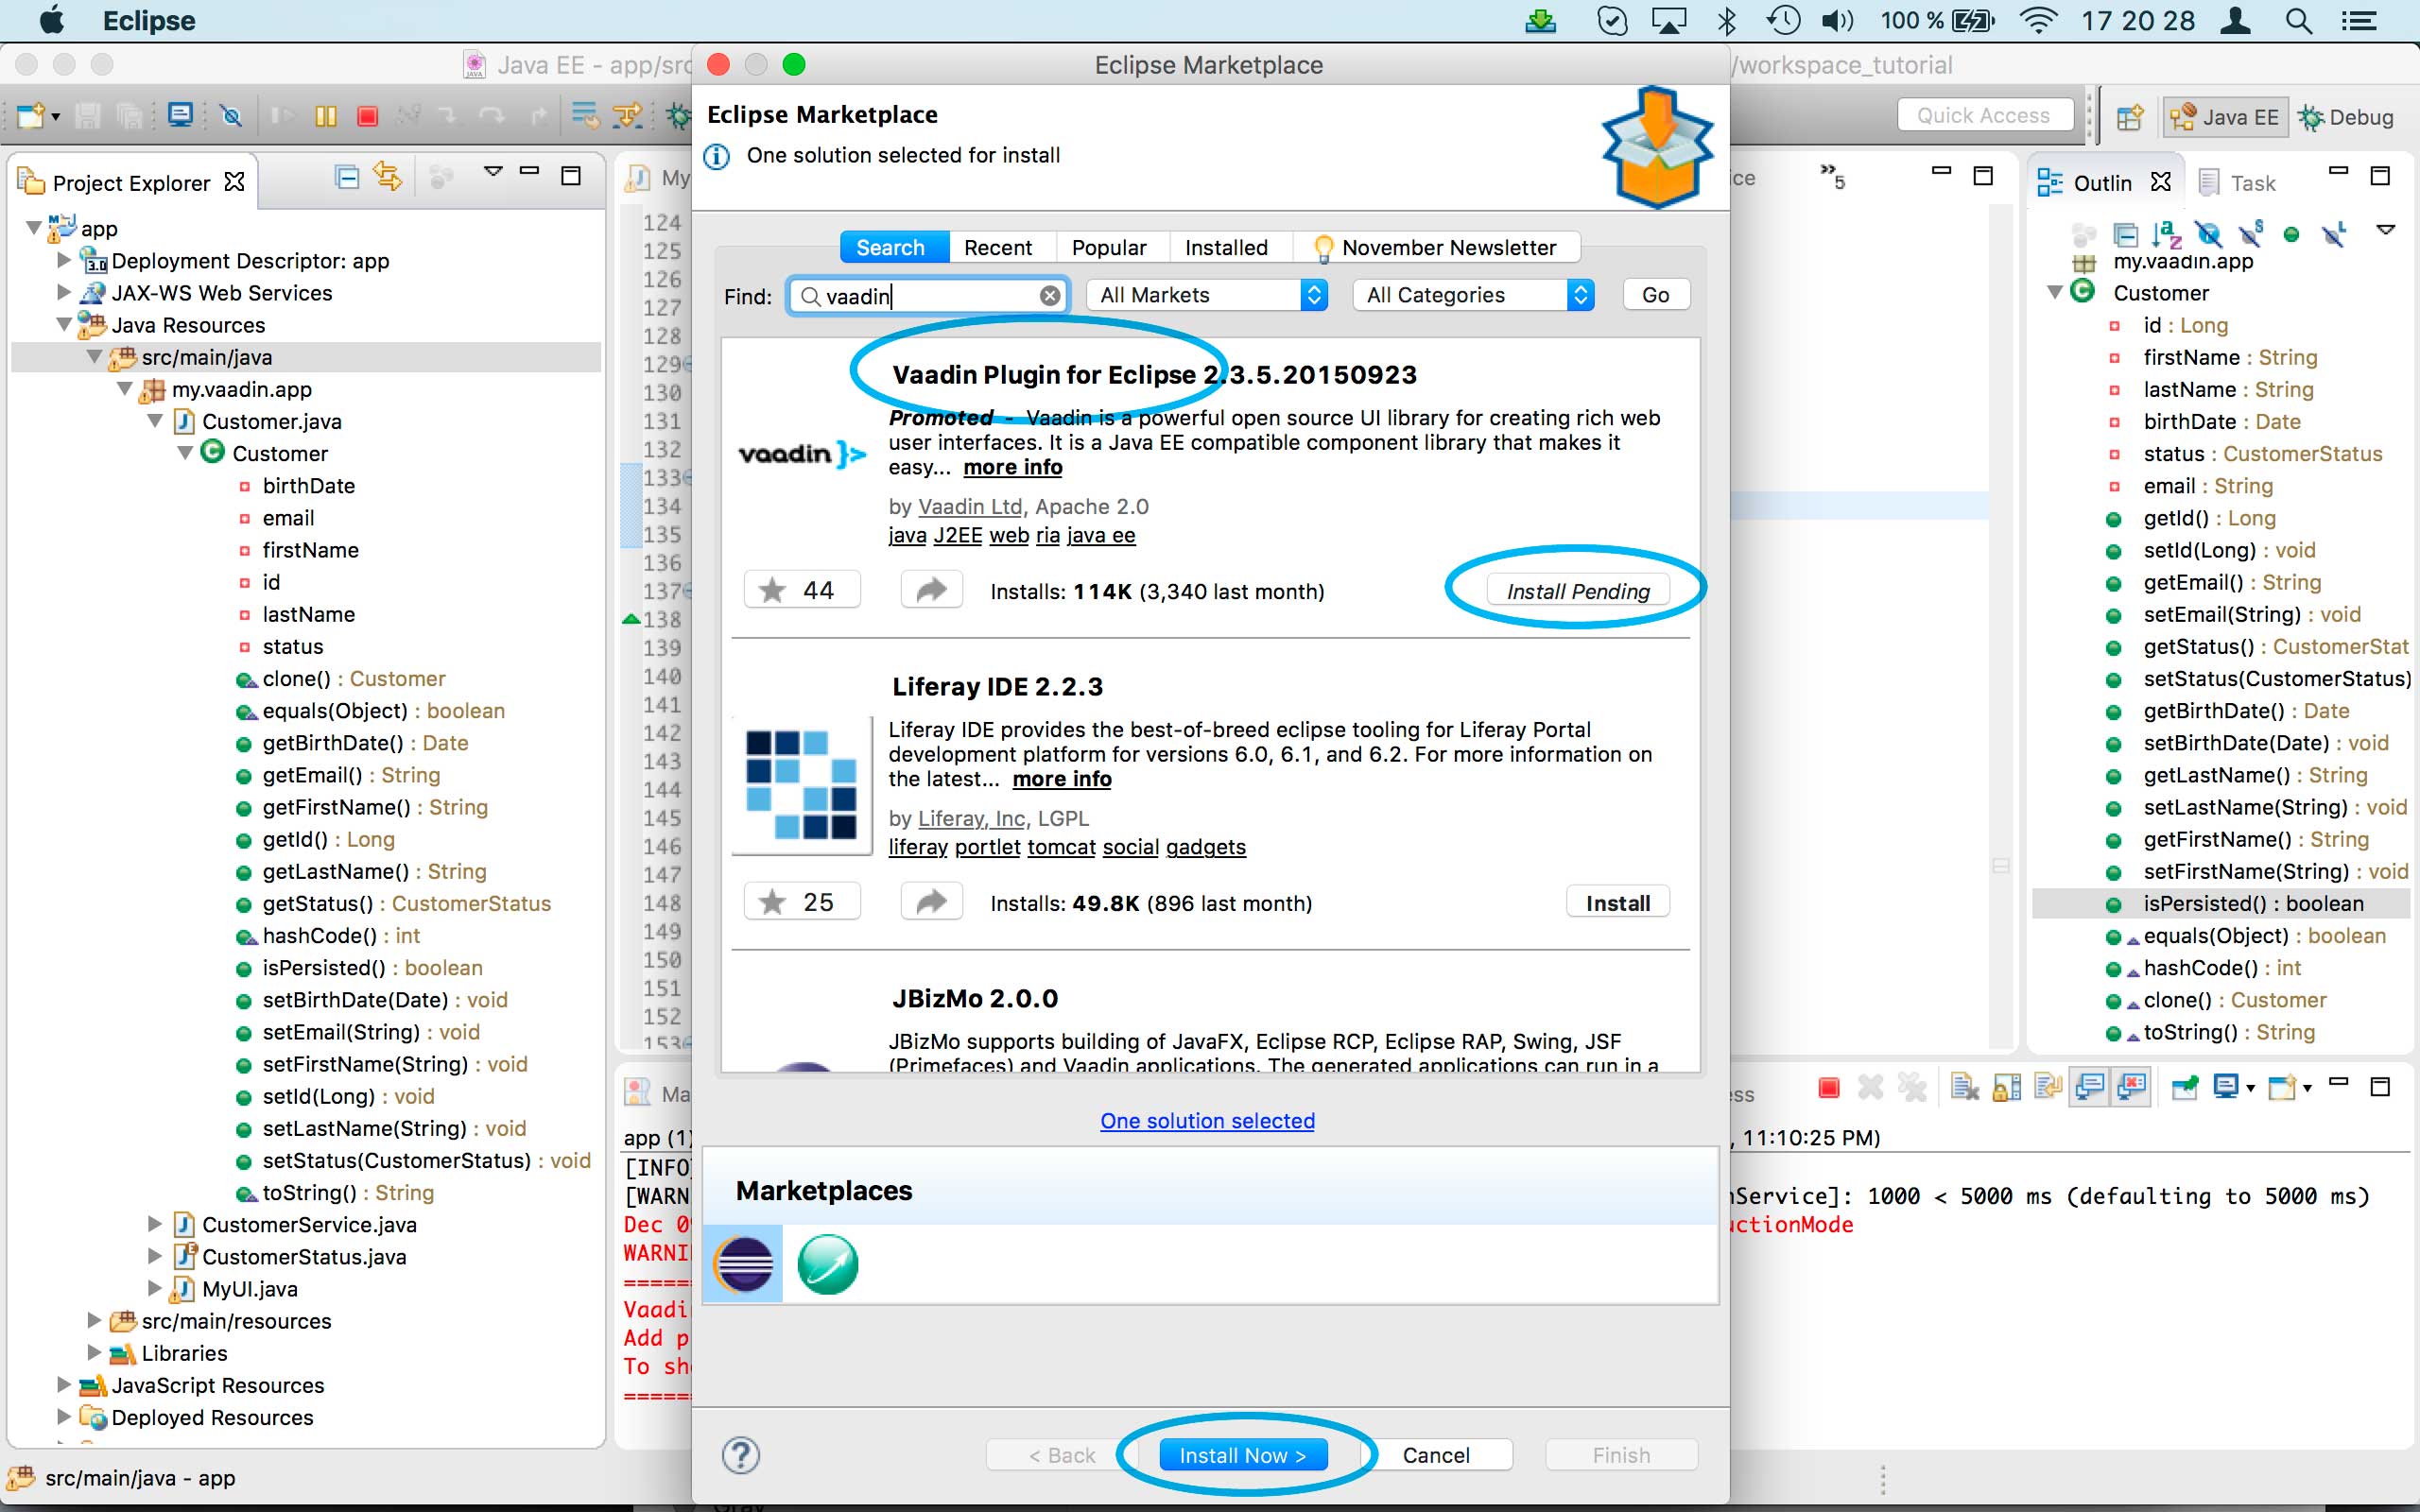 Eclipse
100 %
17 20 28
Java EE - app/src
Eclipse Marketplace
/workspace_tutorial
Quick Access
Java EE
Debug
Project Explorer
app
Deployment Descriptor: app
JAX-WS Web Services
Java Resources
src/main/java
my.vaadin.app
Customer.java
Customer
birthDate
email
firstName
id
lastName
status
clone() : Customer
equals(Object) : boolean
getBirthDate() : Date
getEmail() : String
getFirstName() : String
getId() : Long
getLastName() : String
getStatus() : CustomerStatus
hashCode() : int
isPersisted() : boolean
setBirthDate(Date) : void
setEmail(String) : void
setFirstName(String) : void
setId(Long) : void
setLastName(String) : void
setStatus(CustomerStatus) : void
toString() : String
CustomerService.java
CustomerStatus.java
MyUI.java
src/main/resources
Libraries
JavaScript Resources
Deployed Resources
src/main/java - app
My
124
125
126
127
128
129
130
131
132
133
134
135
136
137
138
139
140
141
142
143
144
145
146
147
148
149
150
151
152
153
Ma
app (1)
[INFO]
[WARN
Dec 09
WARNI
======
Vaadi
Add p
To sh
======
Eclipse Marketplace
One solution selected for install
Search
Recent
Popular
Installed
November Newsletter
Find:
vaadin
All Markets
All Categories
Go
Vaadin Plugin for Eclipse 2.3.5.20150923
vaadin }>
Promoted - Vaadin is a powerful open source UI library for creating rich web
user interfaces. It is a Java EE compatible component library that makes it
easy... more info
by Vaadin Ltd, Apache 2.0
java J2EE web ria java ee
44
Installs: 114K (3,340 last month)
Install Pending
Liferay IDE 2.2.3
Liferay IDE provides the best-of-breed eclipse tooling for Liferay Portal
development platform for versions 6.0, 6.1, and 6.2. For more information on
the latest... more info
by Liferay, Inc, LGPL
liferay portlet tomcat social gadgets
25
Installs: 49.8K (896 last month)
Install
JBizMo 2.0.0
JBizMo supports building of JavaFX, Eclipse RCP, Eclipse RAP, Swing, JSF
(Primefaces) and Vaadin applications. The generated applications can run in a
One solution selected
Marketplaces
?
< Back
Install Now >
Cancel
Finish
ice
»5
Outlin
Task
my.vaadin.app
Customer
id : Long
firstName : String
lastName : String
birthDate : Date
status : CustomerStatus
email : String
getId() : Long
setId(Long) : void
getEmail() : String
setEmail(String) : void
getStatus() : CustomerStat
setStatus(CustomerStatus)
getBirthDate() : Date
setBirthDate(Date) : void
getLastName() : String
setLastName(String) : void
getFirstName() : String
setFirstName(String) : void
isPersisted() : boolean
equals(Object) : boolean
hashCode() : int
clone() : Customer
toString() : String
ess
, 11:10:25 PM)
nService]: 1000 < 5000 ms (defaulting to 5000 ms)
uctionMode